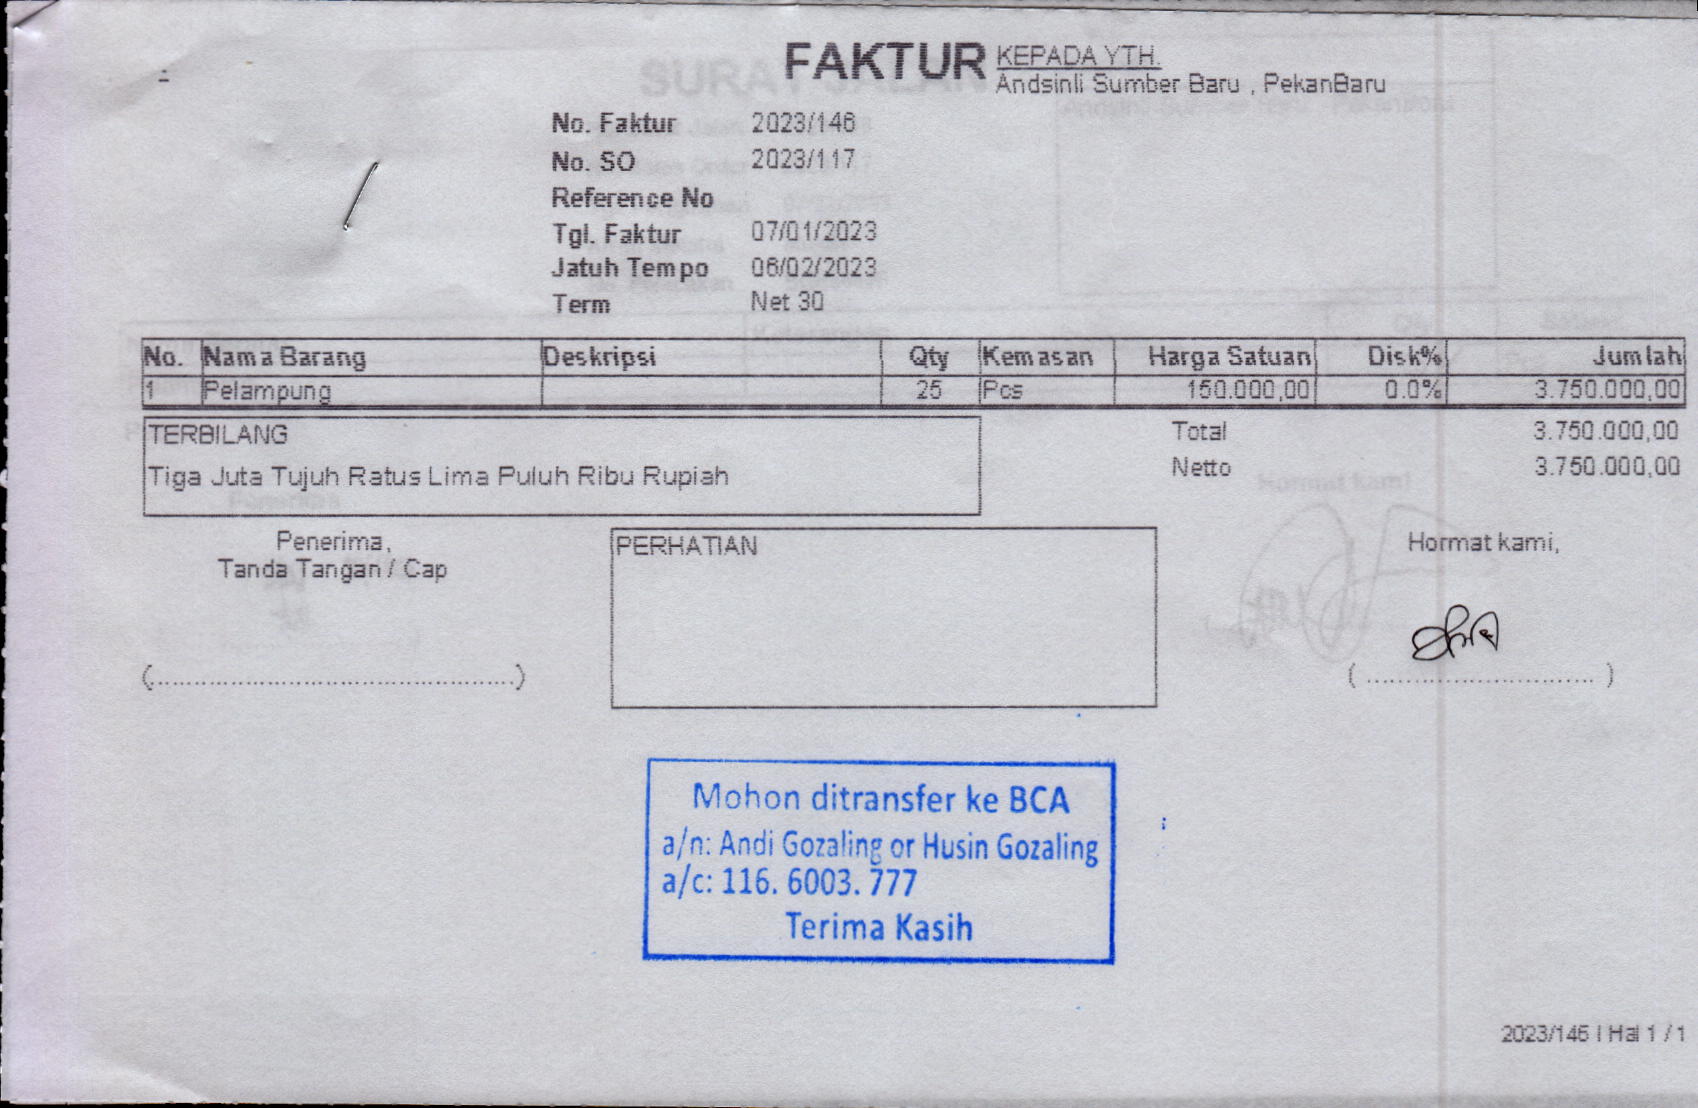 FAKTUR
KEPADA YTH.
Andsinli Sumber Baru , PekanBaru
No. Faktur 2023/146
No. SO 2023/117
Reference No
Tgl. Faktur 07/01/2023
Jatuh Tempo 06/02/2023
Term Net 30
No. Nama Barang Deskripsi Qty Kemasan Harga Satuan Disk% Jumlah
1 Pelampung 25 Pcs 150.000,00 0.0% 3.750.000,00
TERBILANG
Tiga Juta Tujuh Ratus Lima Puluh Ribu Rupiah
Total 3.750.000,00
Netto 3.750.000,00
Penerima,
Tanda Tangan / Cap
PERHATIAN
Hormat kami,
(..............................................)
( ............................. )
Mohon ditransfer ke BCA
a/n: Andi Gozaling or Husin Gozaling
a/c: 116. 6003. 777
Terima Kasih
2023/146 | Hal 1 / 1